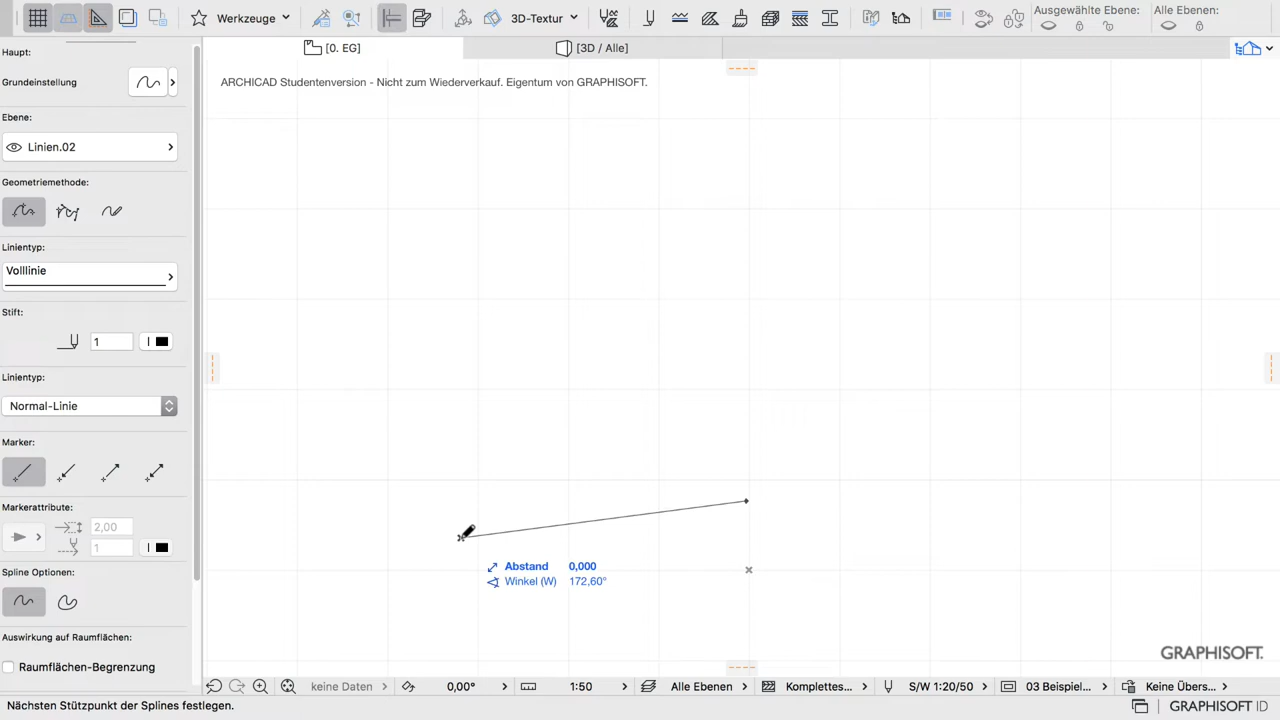 Werkzeuge
3D-Textur
Ausgewählte Ebene:
Alle Ebenen:
Haupt:
[0. EG]
[3D / Alle]
Grundeinstellung
ARCHICAD Studentenversion - Nicht zum Wiederverkauf. Eigentum von GRAPHISOFT.
Ebene:
Linien.02
Geometriemethode:
Linientyp:
Volllinie
Stift:
1
Linientyp:
Normal-Linie
Marker:
Markerattribute:
2,00
1
Abstand 0,000
Winkel (W) 172,60°
Spline Optionen:
Auswirkung auf Raumflächen:
Raumflächen-Begrenzung
GRAPHISOFT.
keine Daten
0,00°
1:50
Alle Ebenen
Komplettes...
S/W 1:20/50
03 Beispiel...
Keine Übers...
Nächsten Stützpunkt der Splines festlegen.
GRAPHISOFT ID